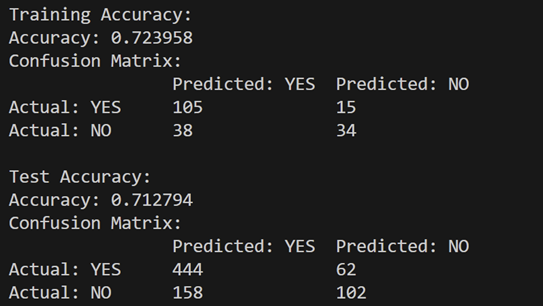 Training Accuracy:
Accuracy: 0.723958
Confusion Matrix:
Predicted: YES Predicted: NO
Actual: YES 105 15
Actual: NO 38 34
Test Accuracy:
Accuracy: 0.712794
Confusion Matrix:
Predicted: YES Predicted: NO
Actual: YES 444 62
Actual: NO 158 102